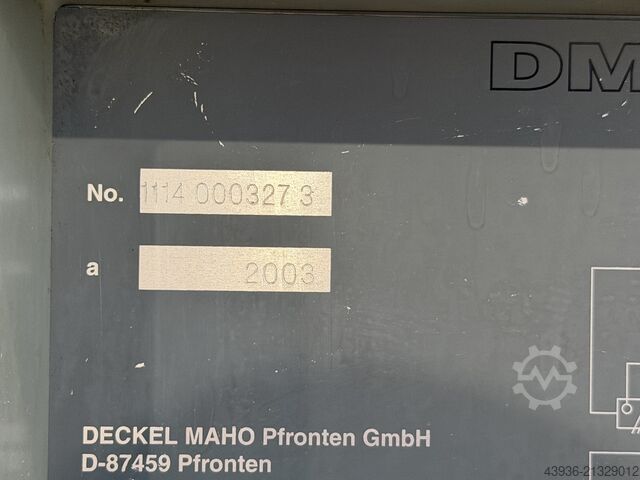 DM
No. 1114 000327 3
a 2003
DECKEL MAHO Pfronten GmbH
D-87459 Pfronten
43936-21329012